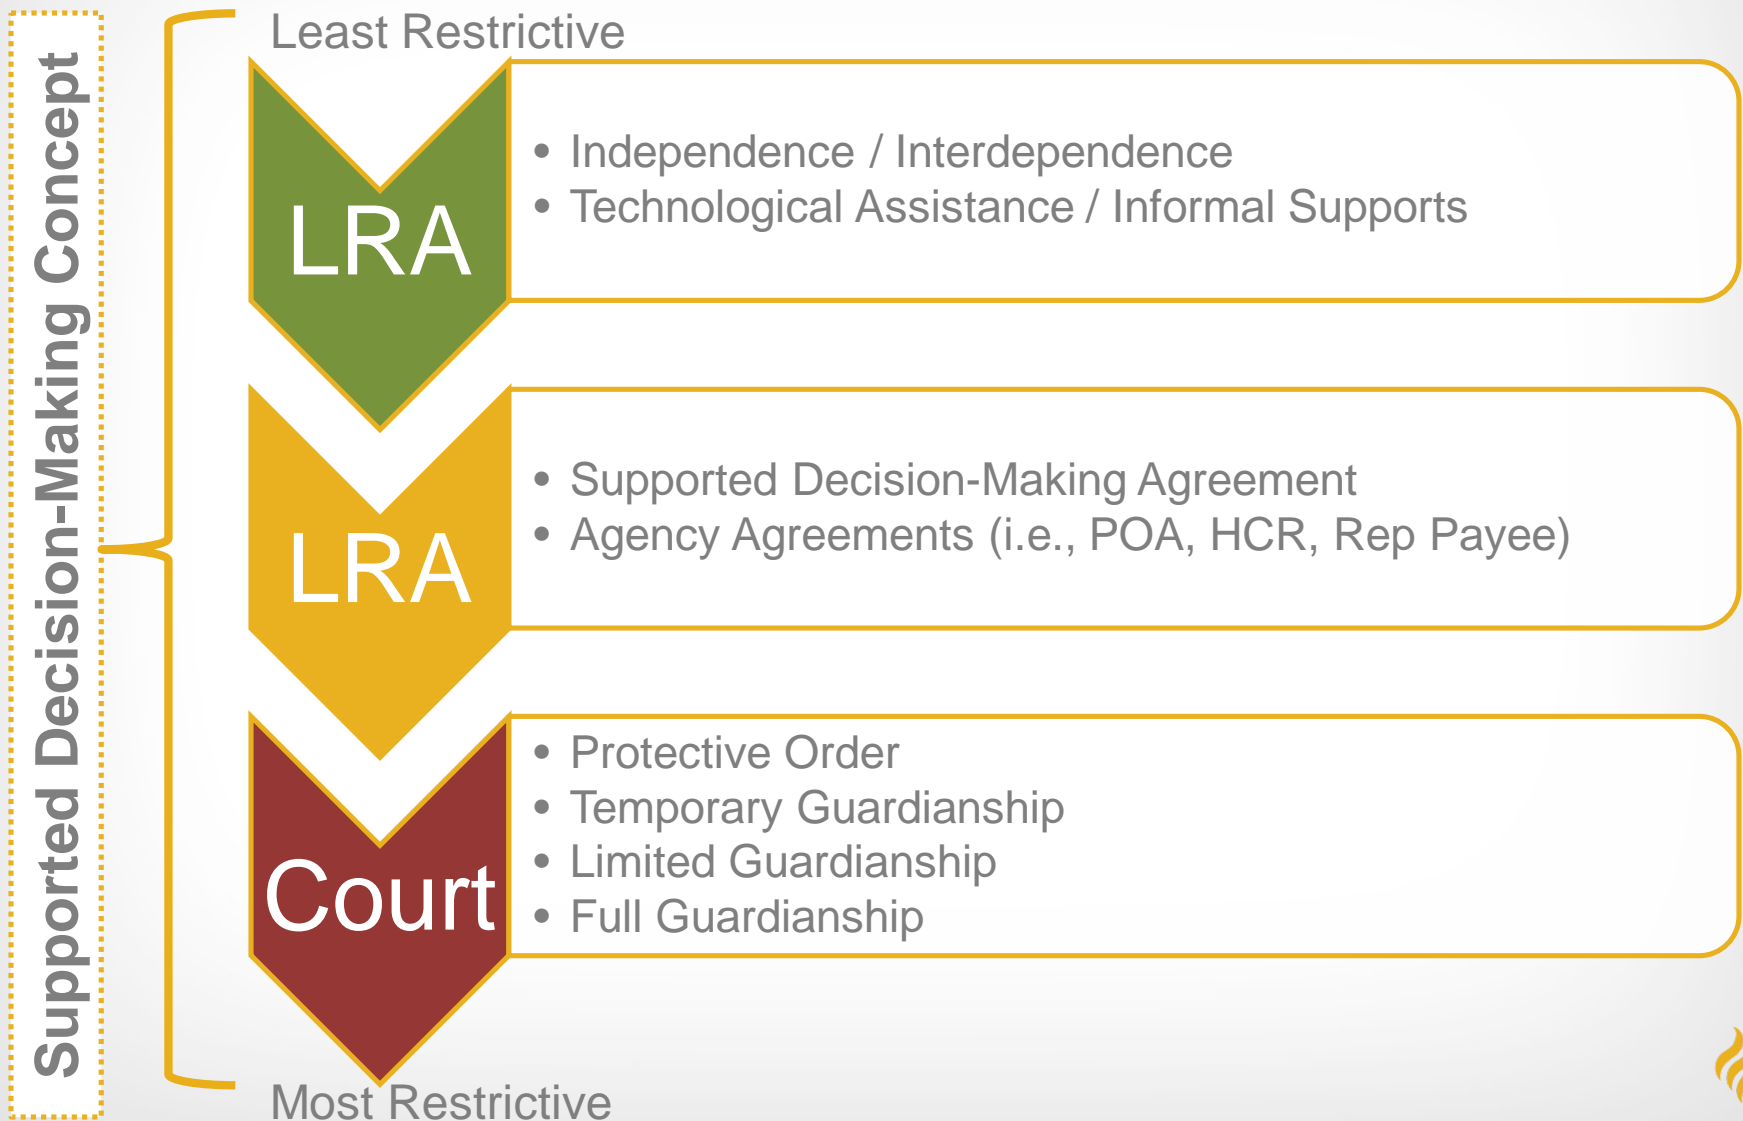 Supported Decision-Making Concept
Least Restrictive
LRA
• Independence / Interdependence
• Technological Assistance / Informal Supports
LRA
• Supported Decision-Making Agreement
• Agency Agreements (i.e., POA, HCR, Rep Payee)
Court
• Protective Order
• Temporary Guardianship
• Limited Guardianship
• Full Guardianship
Most Restrictive